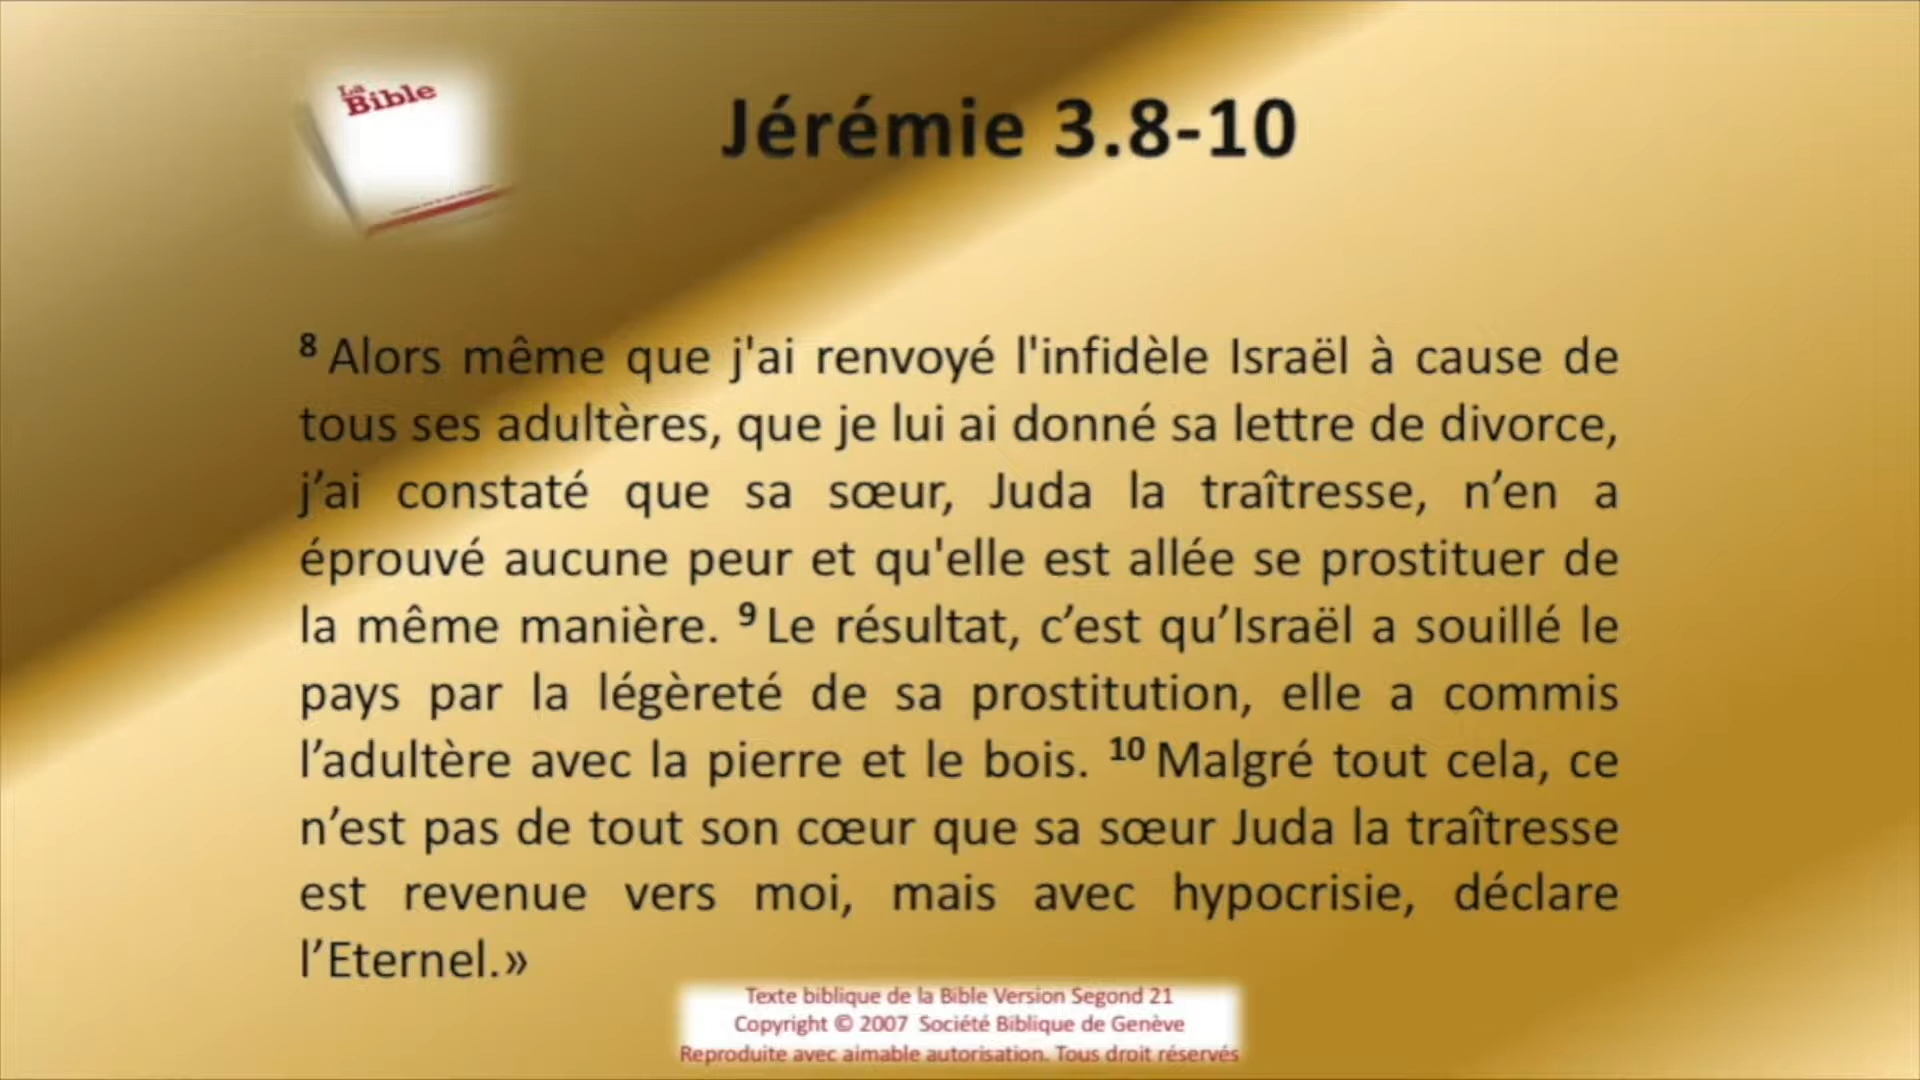 La
Bible
Jérémie 3.8-10
8 Alors même que j'ai renvoyé l'infidèle Israël à cause de
tous ses adultères, que je lui ai donné sa lettre de divorce,
j’ai constaté que sa sœur, Juda la traîtresse, n’en a
éprouvé aucune peur et qu'elle est allée se prostituer de
la même manière. 9 Le résultat, c’est qu’Israël a souillé le
pays par la légèreté de sa prostitution, elle a commis
l’adultère avec la pierre et le bois. 10 Malgré tout cela, ce
n’est pas de tout son cœur que sa sœur Juda la traîtresse
est revenue vers moi, mais avec hypocrisie, déclare
l’Eternel.»
Texte biblique de la Bible Version Segond 21
Copyright © 2007 Société Biblique de Genève
Reproduite avec aimable autorisation. Tous droit réservés